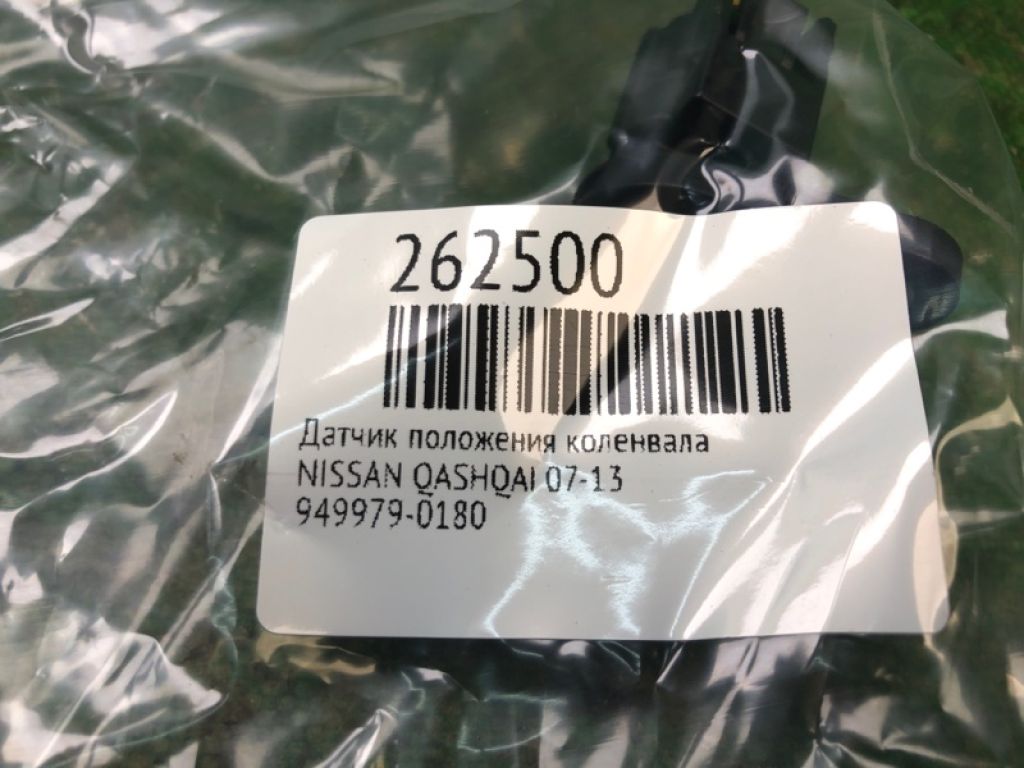 262500
Датчик положения коленвала
NISSAN QASHQAI 07-13
949979-0180